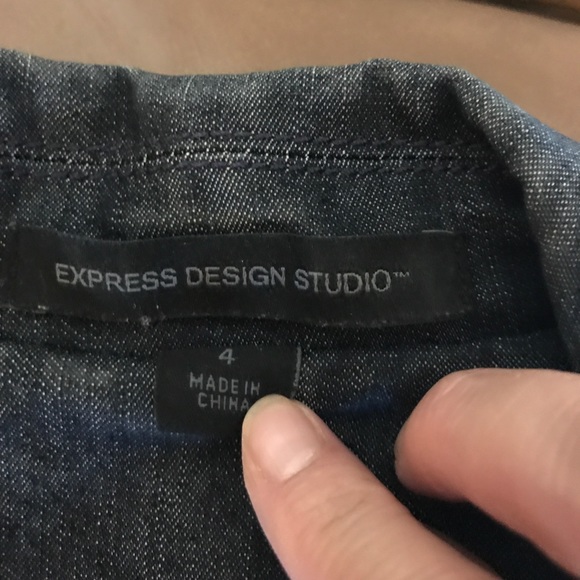 EXPRESS DESIGN STUDIO™
4
MADE IN
CHINA